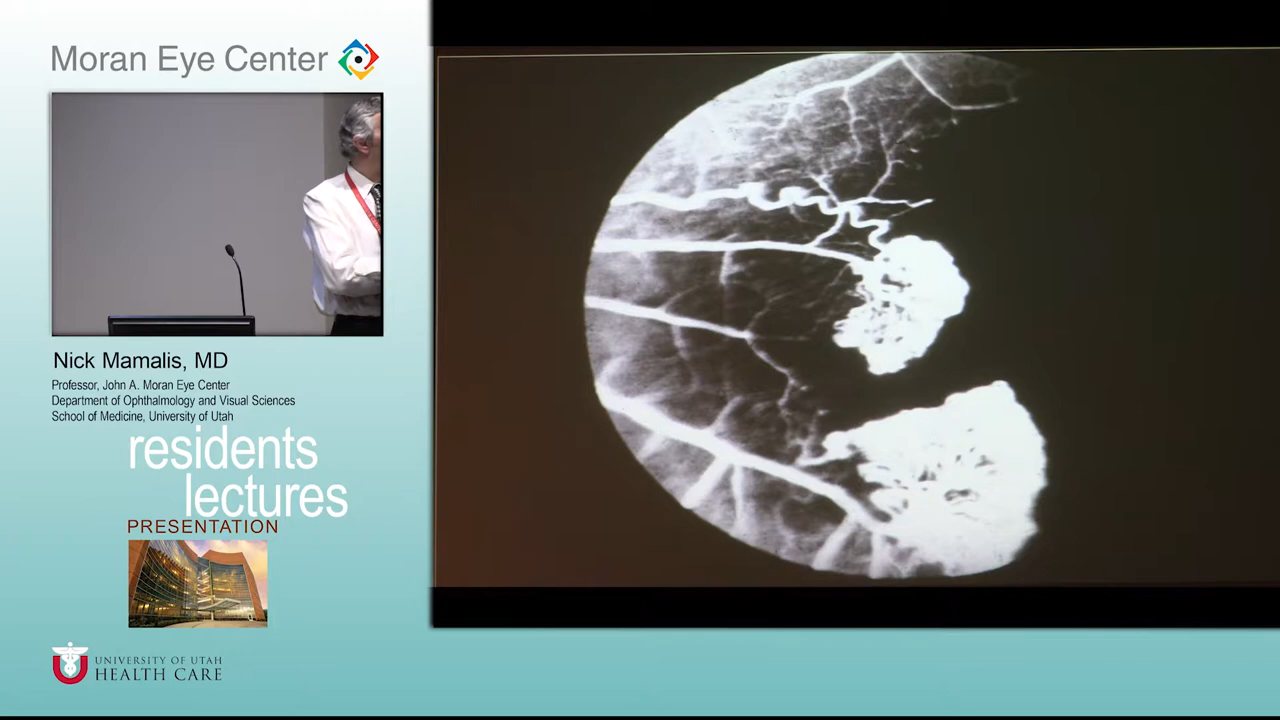 Moran Eye Center
Nick Mamalis, MD
Professor, John A. Moran Eye Center
Department of Ophthalmology and Visual Sciences
School of Medicine, University of Utah
residents
lectures
PRESENTATION
UNIVERSITY OF UTAH
HEALTH CARE